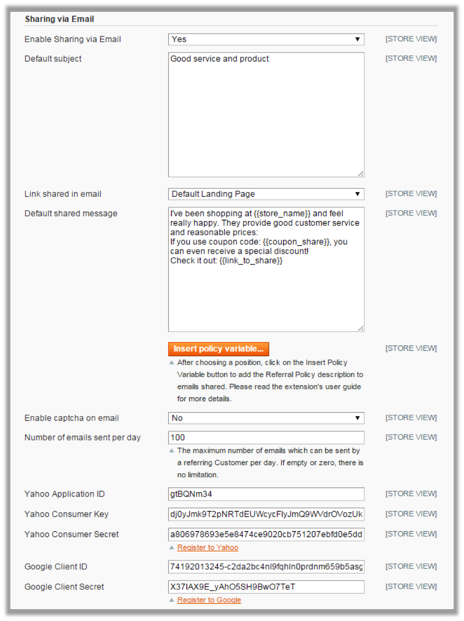 Sharing via Email
Enable Sharing via Email Yes [STORE VIEW]
Default subject Good service and product [STORE VIEW]
Link shared in email Default Landing Page [STORE VIEW]
Default shared message [STORE VIEW]
I've been shopping at {{store_name}} and feel
really happy. They provide good customer service
and reasonable prices:
If you use coupon code: {{coupon_share}}, you
can even receive a special discount!
Check it out: {{link_to_share}}
Insert policy variable... [STORE VIEW]
After choosing a position, click on the Insert Policy
Variable button to add the Referral Policy description to
emails shared. Please read the extension's user guide
for more details.
Enable captcha on email No [STORE VIEW]
Number of emails sent per day 100 [STORE VIEW]
The maximum number of emails which can be sent by
a referring Customer per day. If empty or zero, there is
no limitation.
Yahoo Application ID gtBQNm34 [STORE VIEW]
Yahoo Consumer Key [STORE VIEW]
Yahoo Consumer Secret a806978693e5e8474ce9020cb751207ebfd0e5dd [STORE VIEW]
Register to Yahoo
Google Client ID [STORE VIEW]
Google Client Secret X37IAX9E_yAhO5SH9BwO7TeT [STORE VIEW]
Register to Google